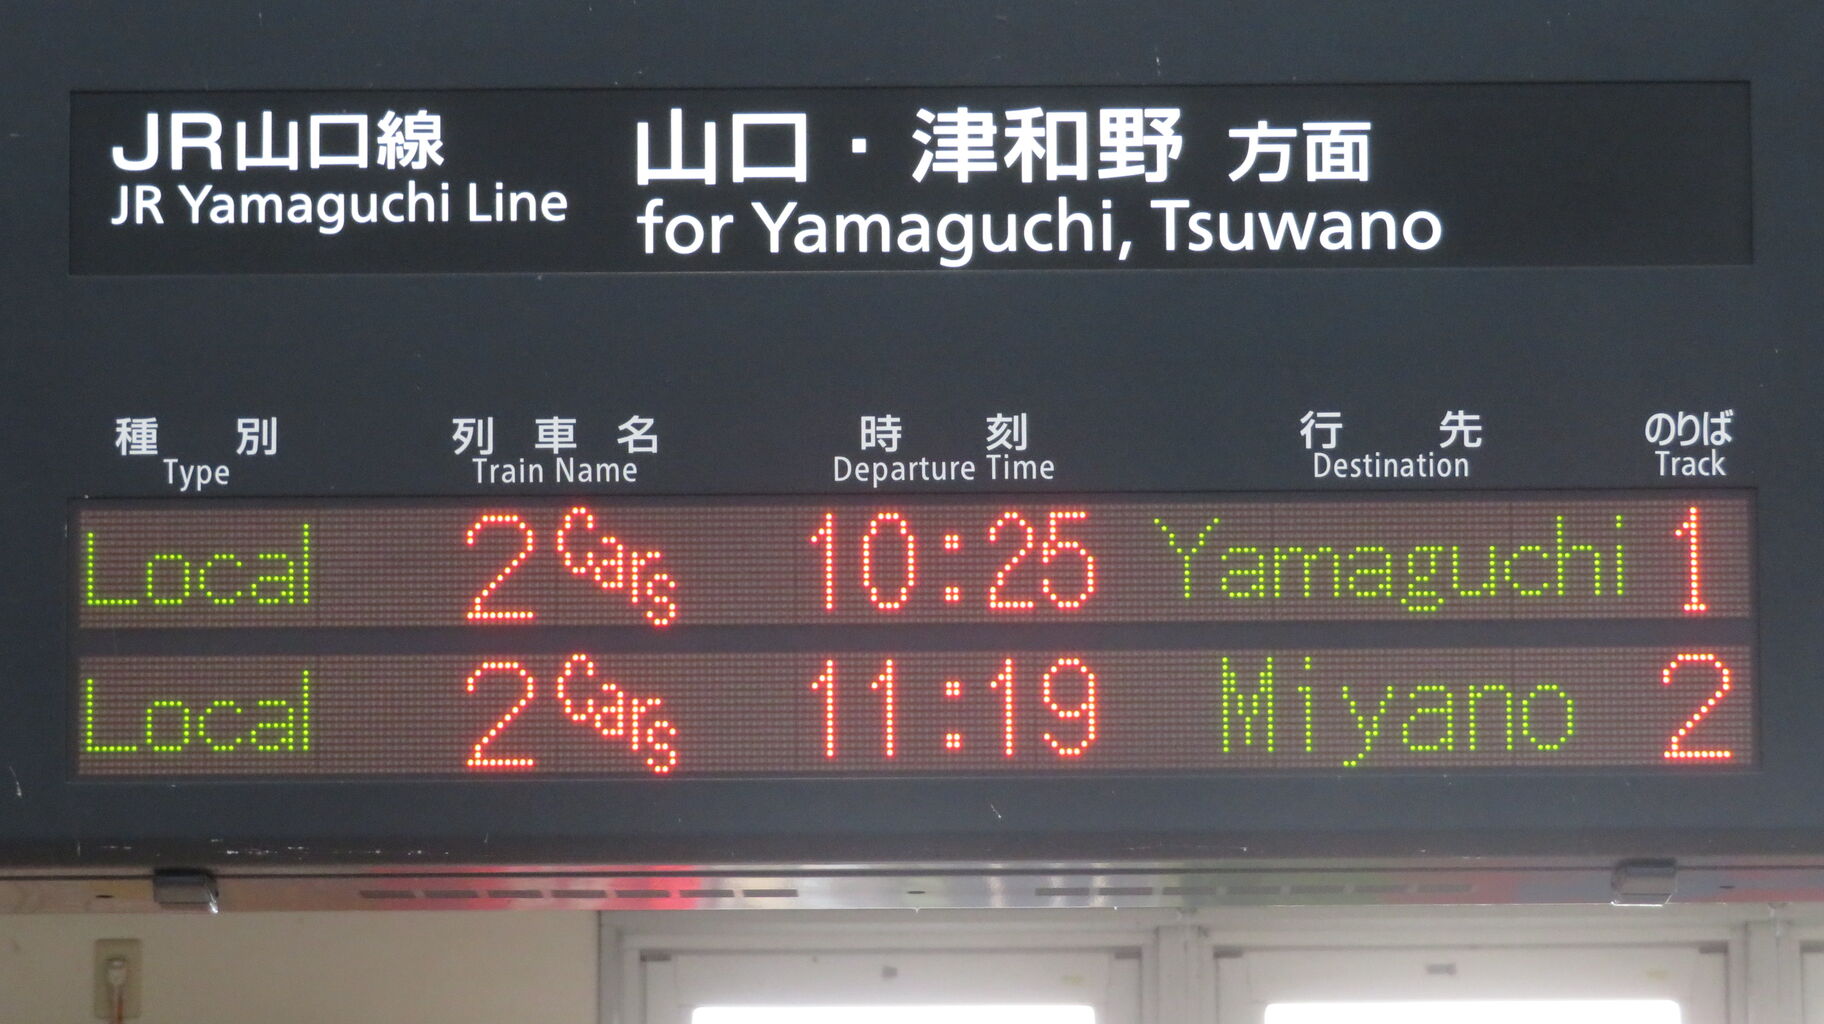 JR山口線 山口・津和野 方面
JR Yamaguchi Line for Yamaguchi, Tsuwano
種別 列車名 時刻 行先 のりば
Type Train Name Departure Time Destination Track
Local 2 Cars 10:25 Yamaguchi 1
Local 2 Cars 11:19 Miyano 2